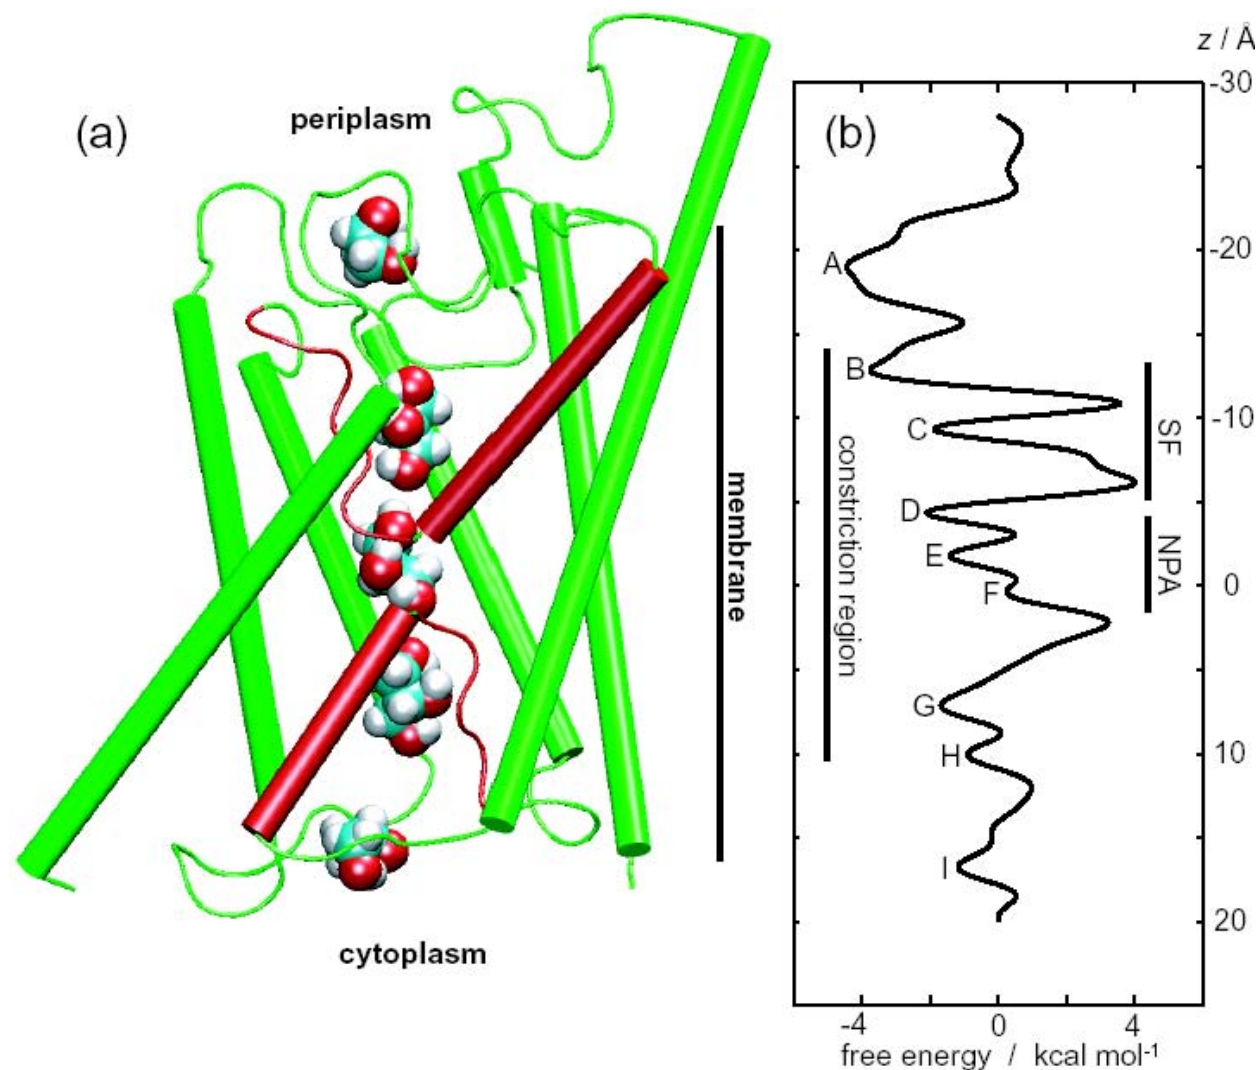 (a)
periplasm
membrane
cytoplasm
(b)
z / Å
-30
-20
-10
0
10
20
A
B
C
D
E
F
G
H
I
constriction region
SF
NPA
-4 0 4
free energy / kcal mol⁻¹